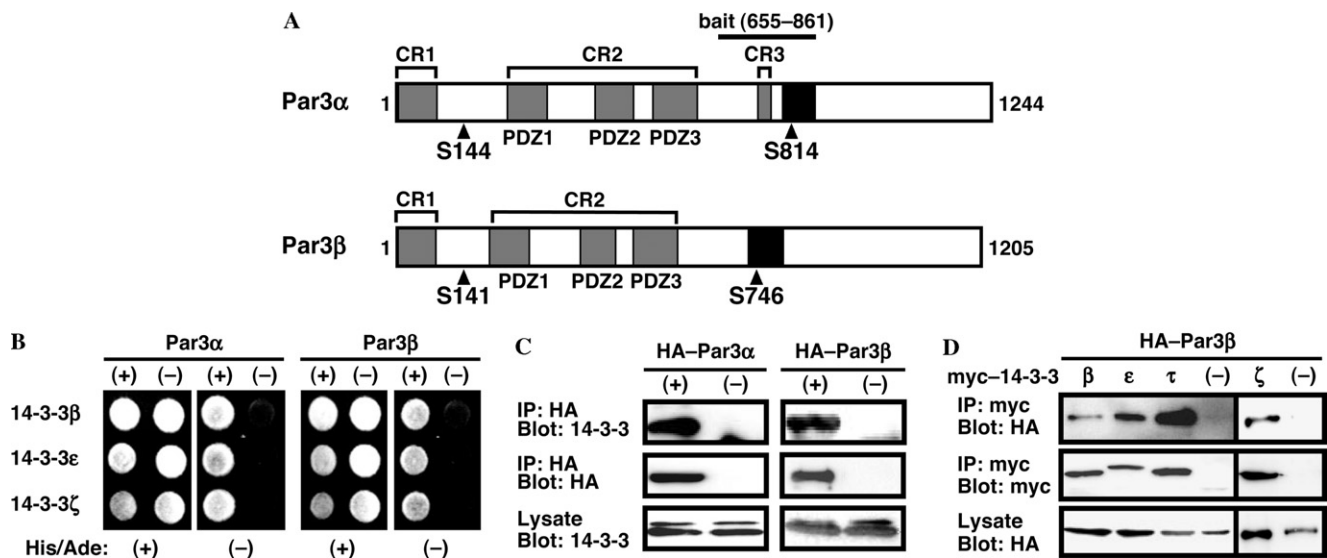 A
bait (655–861)
CR1 CR2 CR3
Par3α 1 1244
PDZ1 PDZ2 PDZ3
S144 S814
CR1 CR2
Par3β 1 1205
PDZ1 PDZ2 PDZ3
S141 S746
B
Par3α Par3β
(+) (–) (+) (–) (+) (–) (+) (–)
14-3-3β
14-3-3ε
14-3-3ζ
His/Ade: (+) (–) (+) (–)
C
HA–Par3α HA–Par3β
(+) (–) (+) (–)
IP: HA
Blot: 14-3-3
IP: HA
Blot: HA
Lysate
Blot: 14-3-3
D
HA–Par3β
myc–14-3-3 β ε τ (–) ζ (–)
IP: myc
Blot: HA
IP: myc
Blot: myc
Lysate
Blot: HA